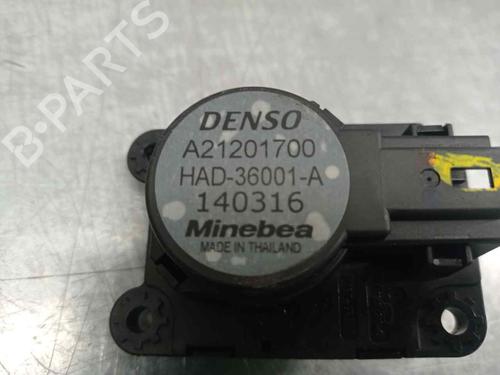 B-PARTS
DENSO
A21201700
HAD-36001-A
140316
Minebea
MADE IN THAILAND